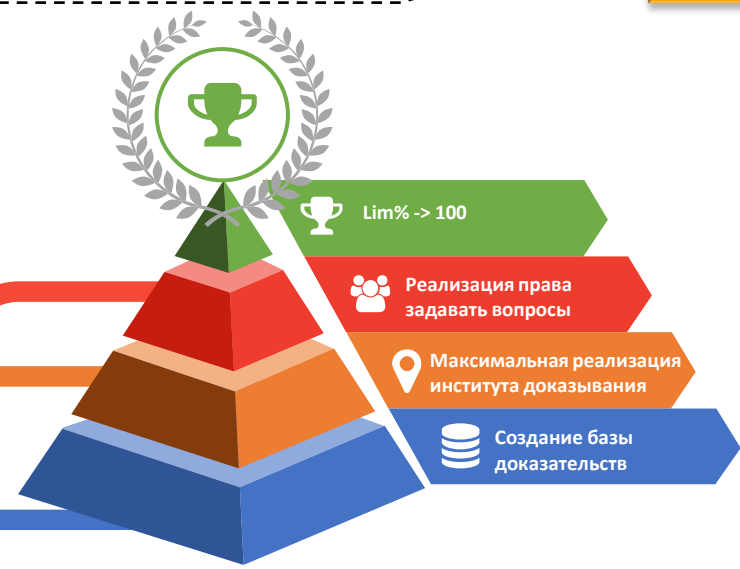 Lim% -> 100
Реализация права
задавать вопросы
Максимальная реализация
института доказывания
Создание базы
доказательств